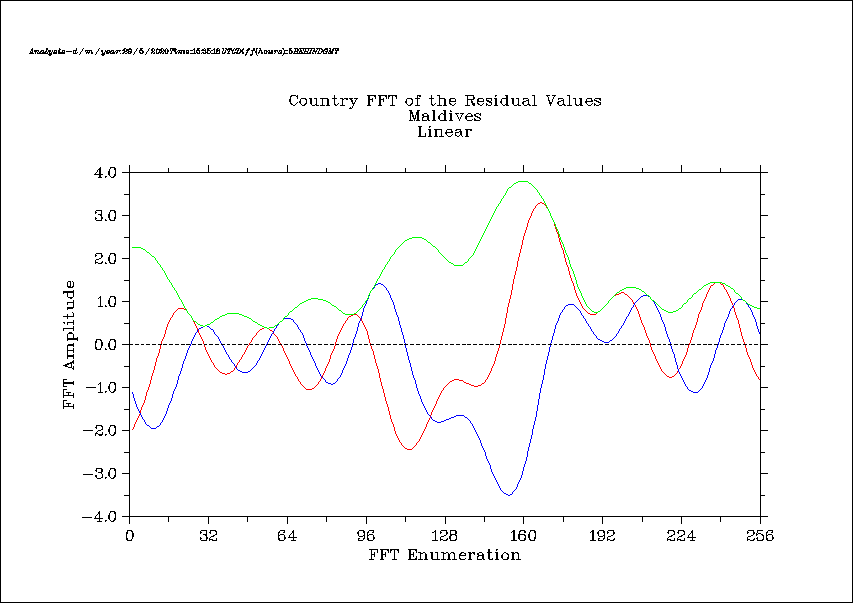 Country FFT of the Residual Values
Maldives
Linear
4.0
3.0
2.0
1.0
0.0
−1.0
−2.0
−3.0
−4.0
FFT Amplitude
0 32 64 96 128 160 192 224 256
FFT Enumeration